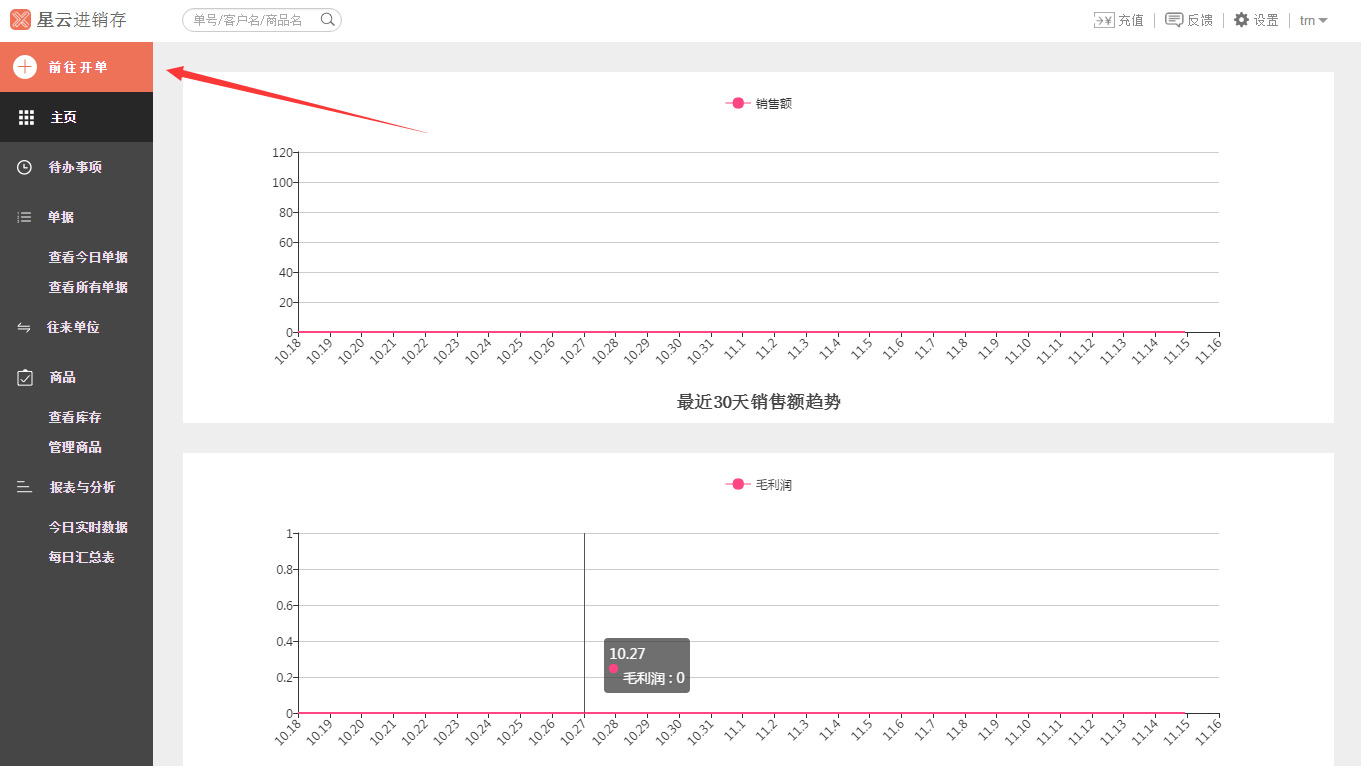 星云进销存
单号/客户名/商品名
充值
反馈
设置
trn
前往开单
主页
待办事项
单据
查看今日单据
查看所有单据
往来单位
商品
查看库存
管理商品
报表与分析
今日实时数据
每日汇总表
销售额
120
100
80
60
40
20
0
10.18 10.19 10.20 10.21 10.22 10.23 10.24 10.25 10.26 10.27 10.28 10.29 10.30 10.31 11.1 11.2 11.3 11.4 11.5 11.6 11.7 11.8 11.9 11.10 11.11 11.12 11.13 11.14 11.15 11.16
最近30天销售额趋势
毛利润
1
0.8
0.6
0.4
0.2
0
10.27
毛利润 : 0
10.18 10.19 10.20 10.21 10.22 10.23 10.24 10.25 10.26 10.27 10.28 10.29 10.30 10.31 11.1 11.2 11.3 11.4 11.5 11.6 11.7 11.8 11.9 11.10 11.11 11.12 11.13 11.14 11.15 11.16